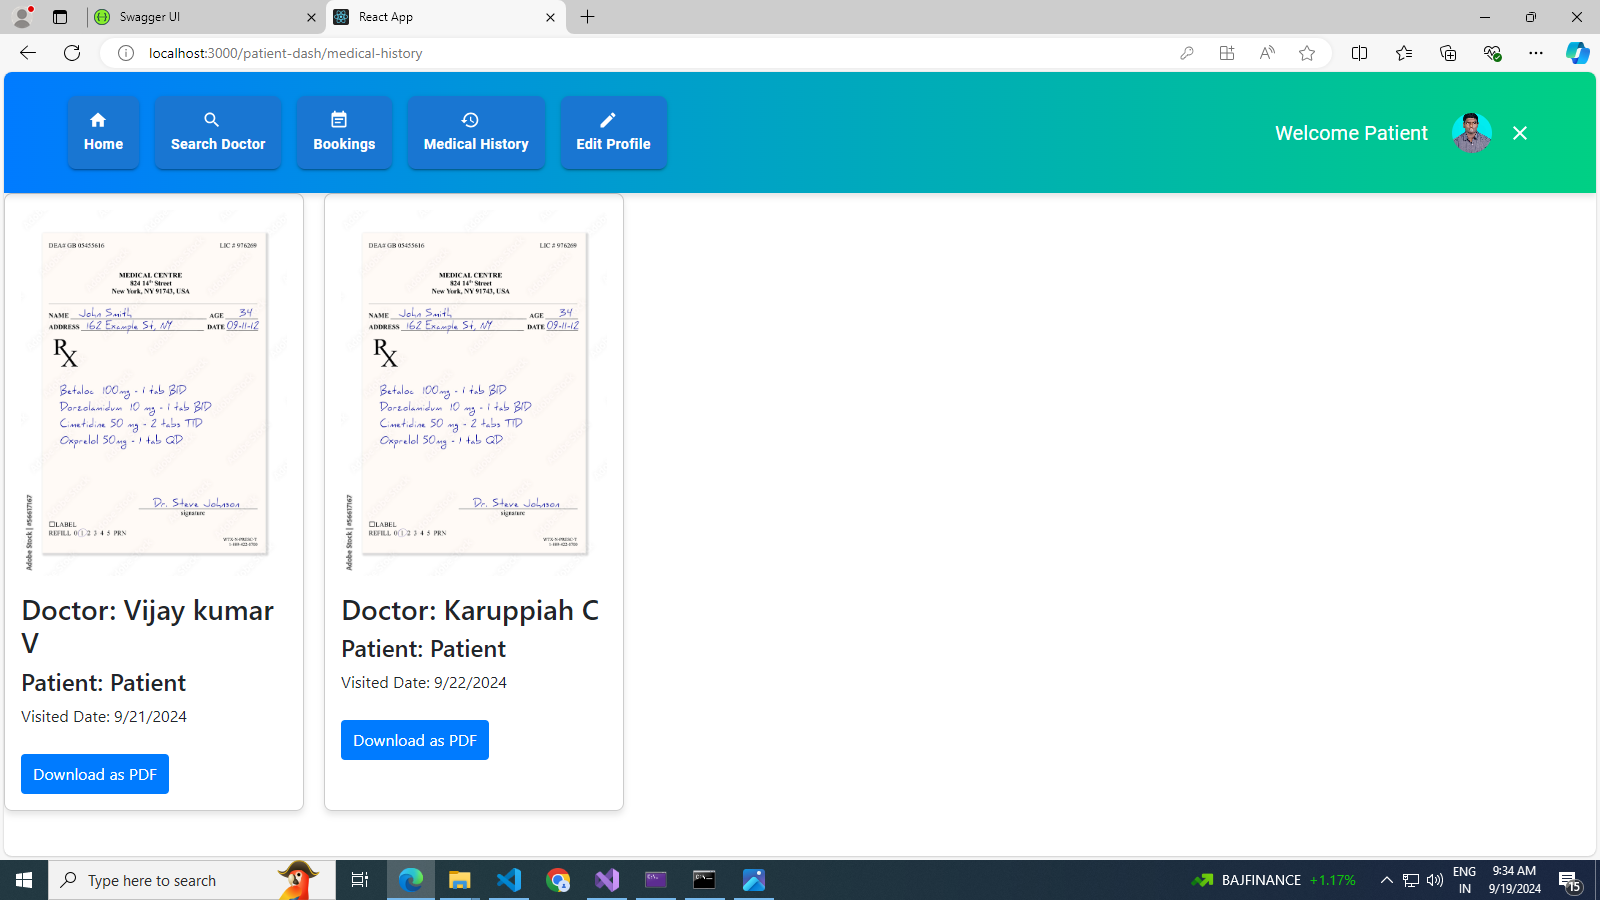 Swagger UI
React App
localhost:3000/patient-dash/medical-history
Home
Search Doctor
Bookings
Medical History
Edit Profile
Welcome Patient
DEA# GB 05455616 LIC # 976269
MEDICAL CENTRE
824 14th Street
New York, NY 91743, USA
NAME John Smith AGE 34
ADDRESS 162 Example St, NY DATE 09-11-12
Rx
Betaloc 100mg - 1 tab BID
Dorzolamidum 10 mg - 1 tab BID
Cimetidine 50 mg - 2 tabs TID
Oxprelol 50mg - 1 tab QD
Dr. Steve Johnson
signature
LABEL
REFILL 0 1 2 3 4 5 PRN
Adobe Stock | #56617167
Doctor: Vijay kumar
V
Patient: Patient
Visited Date: 9/21/2024
Download as PDF
DEA# GB 05455616 LIC # 976269
MEDICAL CENTRE
824 14th Street
New York, NY 91743, USA
NAME John Smith AGE 34
ADDRESS 162 Example St, NY DATE 09-11-12
Rx
Betaloc 100mg - 1 tab BID
Dorzolamidum 10 mg - 1 tab BID
Cimetidine 50 mg - 2 tabs TID
Oxprelol 50mg - 1 tab QD
Dr. Steve Johnson
signature
LABEL
REFILL 0 1 2 3 4 5 PRN
Adobe Stock | #56617167
Doctor: Karuppiah C
Patient: Patient
Visited Date: 9/22/2024
Download as PDF
Type here to search
BAJFINANCE +1.17%
ENG
IN
9:34 AM
9/19/2024
15